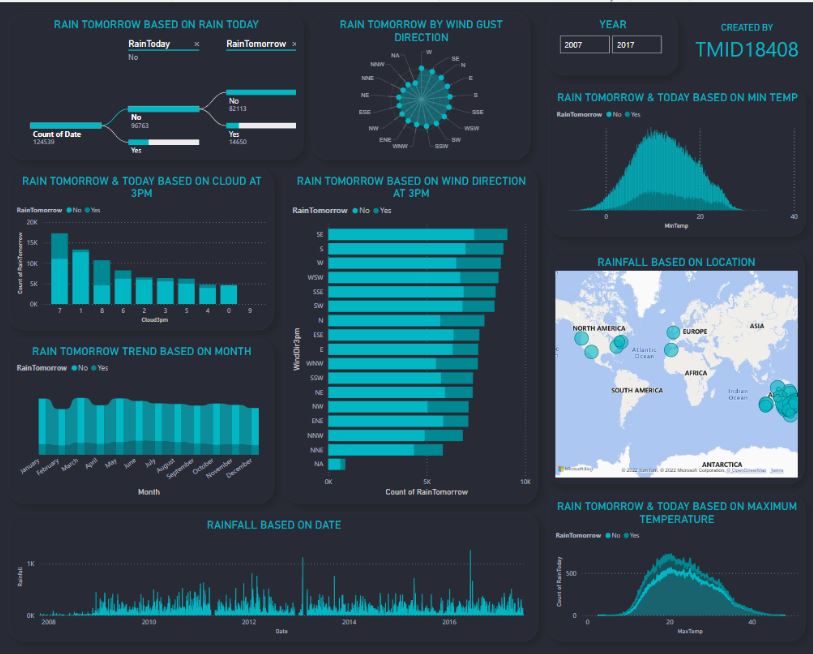 RAIN TOMORROW BASED ON RAIN TODAY
RainToday ×
RainTomorrow ×
No
No
82113
No
96763
Count of Date
124539
Yes
14650
Yes
RAIN TOMORROW BY WIND GUST
DIRECTION
W
NA
SE
NNW
N
NNE
E
NE
S
ESE
SSE
NW
WSW
ENE
SW
WNW
SSW
YEAR
2007
2017
CREATED BY
TMID18408
RAIN TOMORROW & TODAY BASED ON MIN TEMP
RainTomorrow No Yes
0
20
40
MinTemp
RAIN TOMORROW & TODAY BASED ON CLOUD AT
3PM
RainTomorrow No Yes
Count of RainTomorrow
20K
15K
10K
5K
0K
7 1 8 6 2 3 5 4 0 9
Cloud3pm
RAIN TOMORROW BASED ON WIND DIRECTION
AT 3PM
RainTomorrow No Yes
WindDir3pm
SE
S
W
WSW
SSE
SW
N
ESE
E
WNW
SSW
NE
NW
ENE
NNW
NNE
NA
0K 5K 10K
Count of RainTomorrow
RAINFALL BASED ON LOCATION
NORTH AMERICA
EUROPE
ASIA
Atlantic
Ocean
AFRICA
SOUTH AMERICA
Indian
Ocean
ANTARCTICA
Microsoft Bing
© 2022 TomTom, © 2022 Microsoft Corporation, © OpenStreetMap Terms
RAIN TOMORROW TREND BASED ON MONTH
RainTomorrow No Yes
January
February
March
April
May
June
July
August
September
October
November
December
Month
RAINFALL BASED ON DATE
Rainfall
1K
0K
2008 2010 2012 2014 2016
Date
RAIN TOMORROW & TODAY BASED ON MAXIMUM
TEMPERATURE
RainTomorrow No Yes
Count of RainToday
500
0
0 20 40
MaxTemp